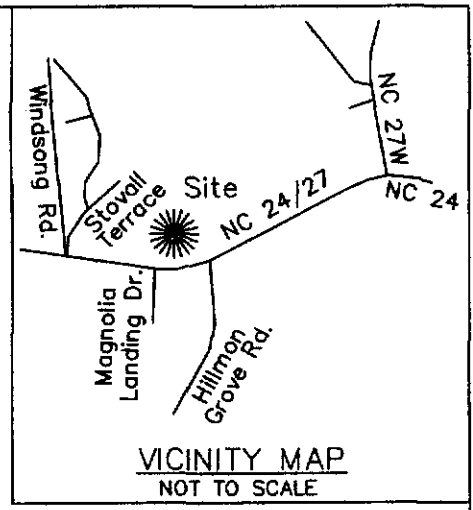 NC 27W
NC 24
NC 24/27
Site
Windsong Rd.
Stovall
Terrace
Magnolia
Landing Dr.
Hillmon
Grove Rd.
VICINITY MAP
NOT TO SCALE